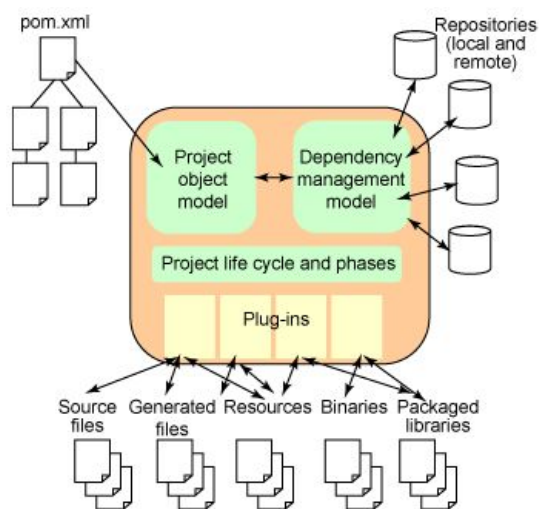 pom.xml
Repositories
(local and
remote)
Project
object
model
Dependency
management
model
Project life cycle and phases
Plug-ins
Source
files
Generated
files
Resources
Binaries
Packaged
libraries